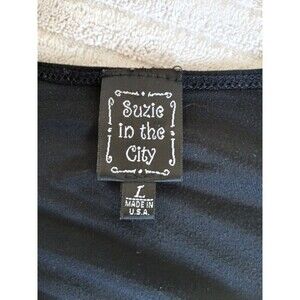 Suzie
in the
City
L
MADE IN
U.S.A.